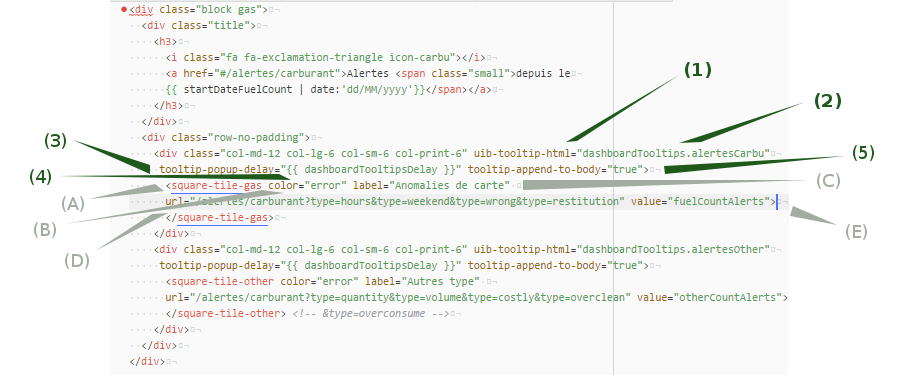 <div class="block gas">
<div class="title">
<h3>
<i class="fa fa-exclamation-triangle icon-carbu"></i>
<a href="#/alertes/carburant">Alertes <span class="small">depuis le
{{ startDateFuelCount | date:'dd/MM/yyyy'}}</span></a>
</h3>
</div>
<div class="row-no-padding">
<div class="col-md-12 col-lg-6 col-sm-6 col-print-6" uib-tooltip-html="dashboardTooltips.alertesCarbu"
tooltip-popup-delay="{{ dashboardTooltipsDelay }}" tooltip-append-to-body="true">
<square-tile-gas color="error" label="Anomalies de carte"
url="/alertes/carburant?type=hours&type=weekend&type=wrong&type=restitution" value="fuelCountAlerts">
</square-tile-gas>
</div>
<div class="col-md-12 col-lg-6 col-sm-6 col-print-6" uib-tooltip-html="dashboardTooltips.alertesOther"
tooltip-popup-delay="{{ dashboardTooltipsDelay }}" tooltip-append-to-body="true">
<square-tile-other color="error" label="Autres type"
url="/alertes/carburant?type=quantity&type=volume&type=costly&type=overclean" value="otherCountAlerts">
</square-tile-other> <!-- &type=overconsume -->
</div>
</div>
</div>
(1)
(2)
(3)
(4)
(5)
(A)
(B)
(C)
(D)
(E)